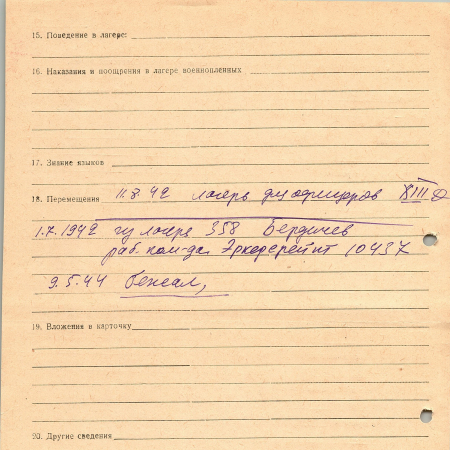 15. Поведение в лагере:
16. Наказания и поощрения в лагере военнопленных
17. Знание языков
18. Перемещения 11.8.42 лагерь для офицеров XIII D
1.7.1942 из лагеря 358 Бердичев
раб. ком-да 10437
9.5.44 бежал,
19. Вложения в карточку
20. Другие сведения